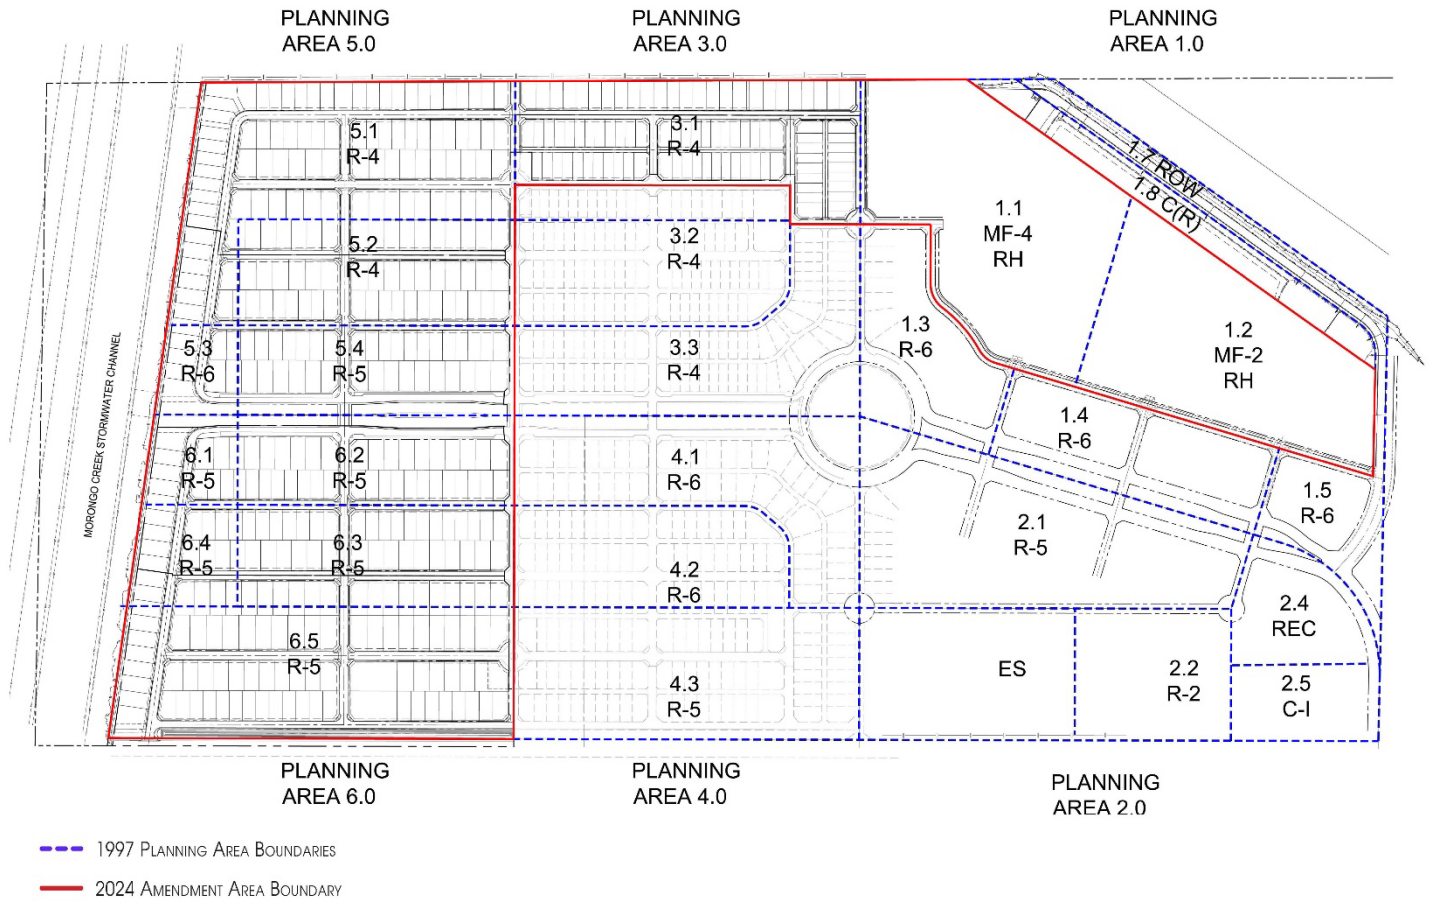 PLANNING
AREA 5.0
PLANNING
AREA 3.0
PLANNING
AREA 1.0
5.1
R-4
3.1
R-4
1.7 ROW
1.8 C(R)
1.1
MF-4
RH
5.2
R-4
3.2
R-4
1.3
R-6
1.2
MF-2
RH
5.3
R-6
5.4
R-5
3.3
R-4
MORONGO CREEK STORMWATER CHANNEL
1.4
R-6
6.1
R-5
6.2
R-5
4.1
R-6
1.5
R-6
2.1
R-5
6.4
R-5
6.3
R-5
4.2
R-6
2.4
REC
6.5
R-5
4.3
R-5
ES
2.2
R-2
2.5
C-I
PLANNING
AREA 6.0
PLANNING
AREA 4.0
PLANNING
AREA 2.0
1997 PLANNING AREA BOUNDARIES
2024 AMENDMENT AREA BOUNDARY